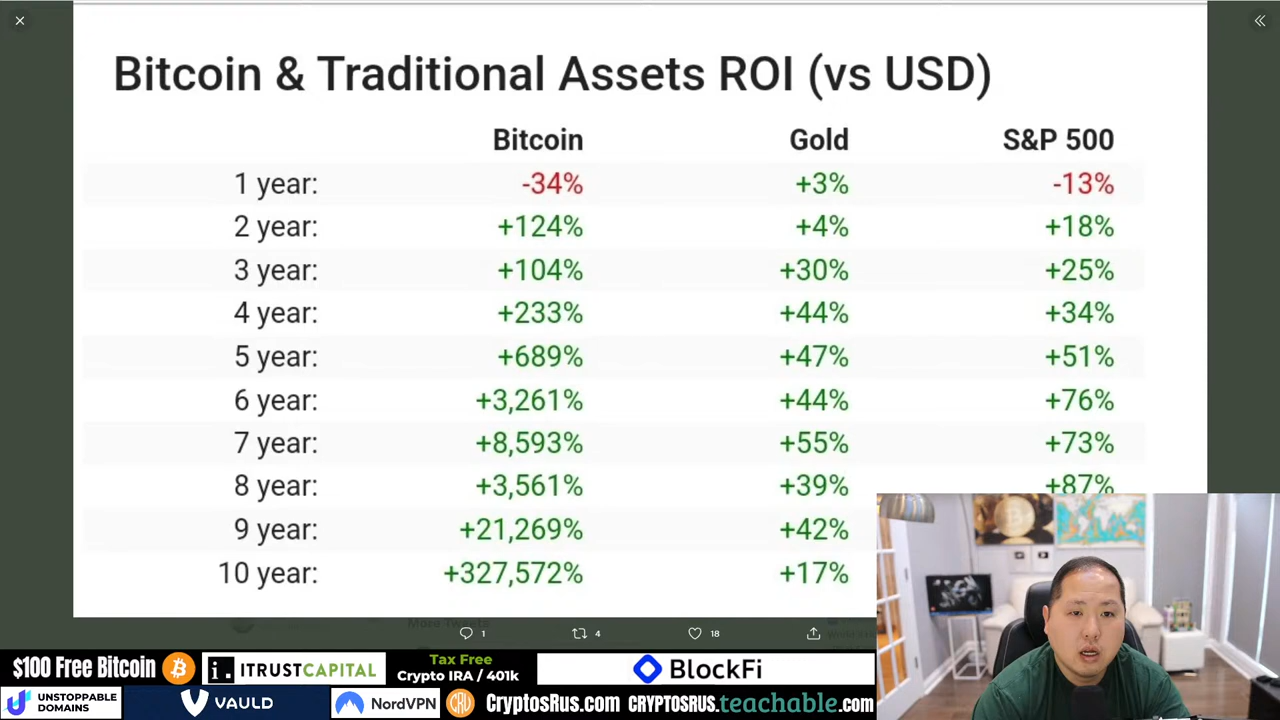 Bitcoin & Traditional Assets ROI (vs USD)
Bitcoin Gold S&P 500
1 year: -34% +3% -13%
2 year: +124% +4% +18%
3 year: +104% +30% +25%
4 year: +233% +44% +34%
5 year: +689% +47% +51%
6 year: +3,261% +44% +76%
7 year: +8,593% +55% +73%
8 year: +3,561% +39% +87%
9 year: +21,269% +42%
10 year: +327,572% +17%
More Tweets
1 4 18
$100 Free Bitcoin
i. ITRUSTCAPITAL
Tax Free
Crypto IRA / 401k
BlockFi
UNSTOPPABLE
DOMAINS
VAULD
NordVPN
CRU
CryptosRus.com
CRYPTOSRUS.teachable.com